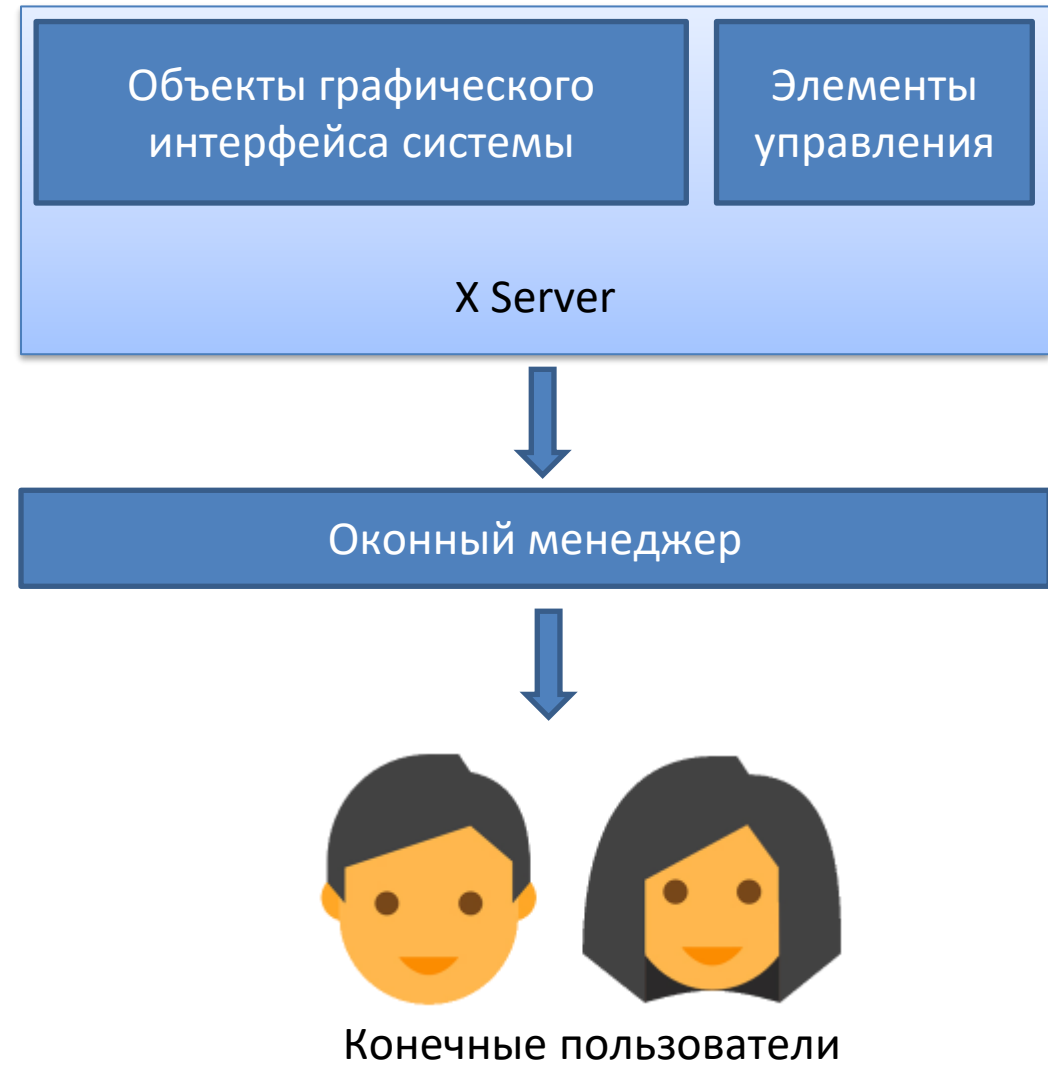 Объекты графического
интерфейса системы
Элементы
управления
X Server
Оконный менеджер
Конечные пользователи